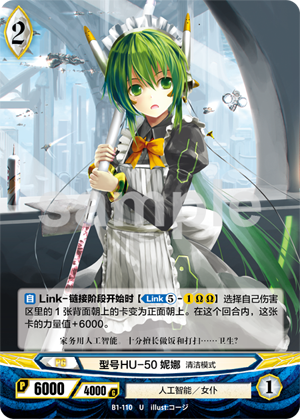 2
sample
自 Link-链接阶段开始时【Link 5-1ΩΩ】选择自己伤害
区里的1张背面朝上的卡变为正面朝上。在这个回合内，这张
卡的力量值+6000。
家务用人工智能。十分擅长做饭和打扫……卫生？
型号HU-50 妮娜 清洁模式
P 6000 4000 G
人工智能／女仆
1
B1-110 U illust:コージ